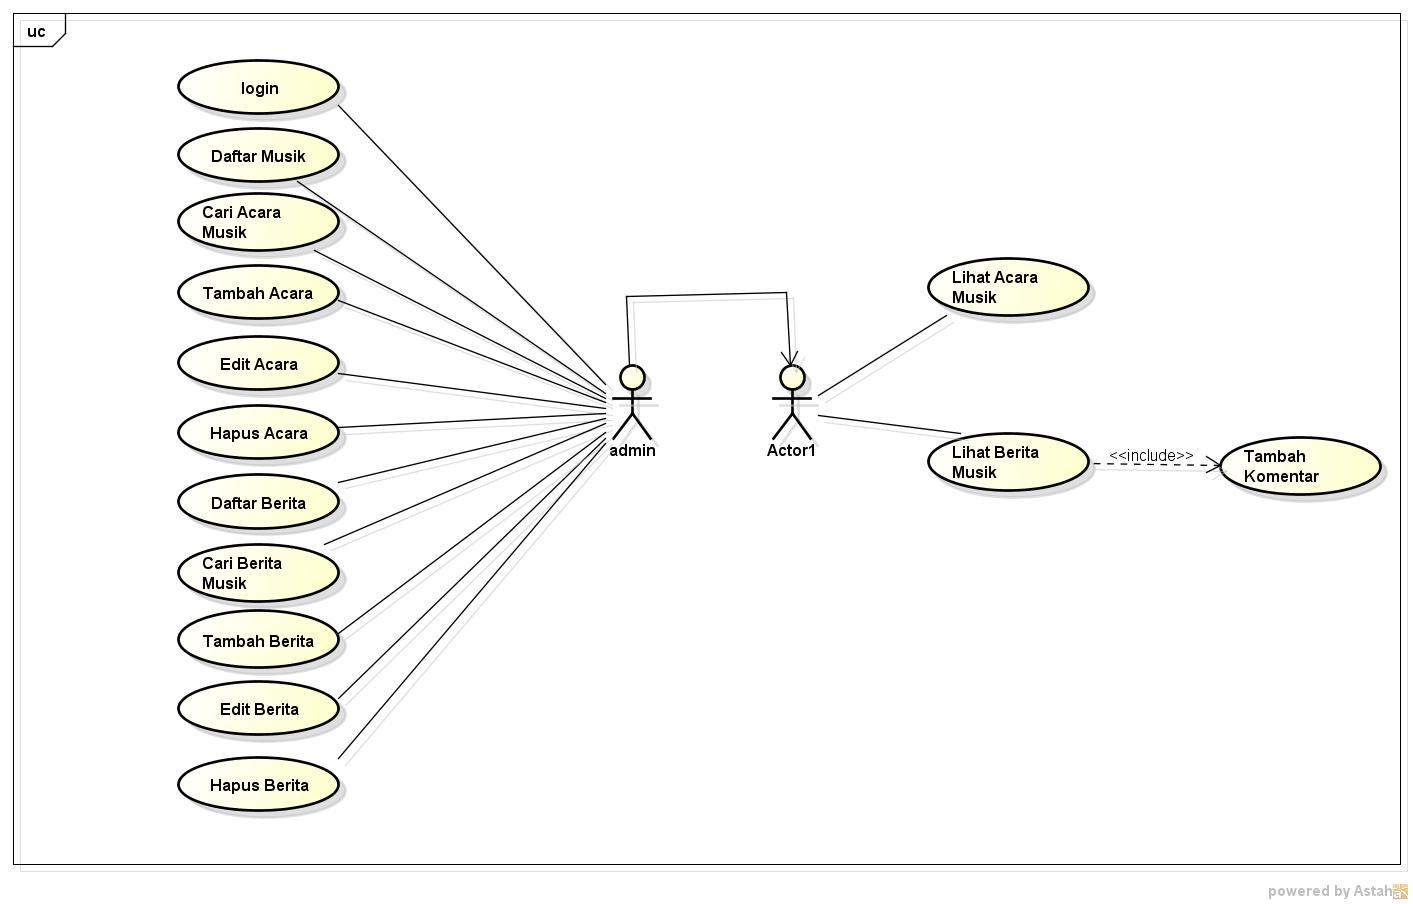 uc
login
Daftar Musik
Cari Acara
Musik
Tambah Acara
Edit Acara
Hapus Acara
Daftar Berita
Cari Berita
Musik
Tambah Berita
Edit Berita
Hapus Berita
admin
Actor1
Lihat Acara
Musik
Lihat Berita
Musik
<<include>>
Tambah
Komentar
powered by Astah